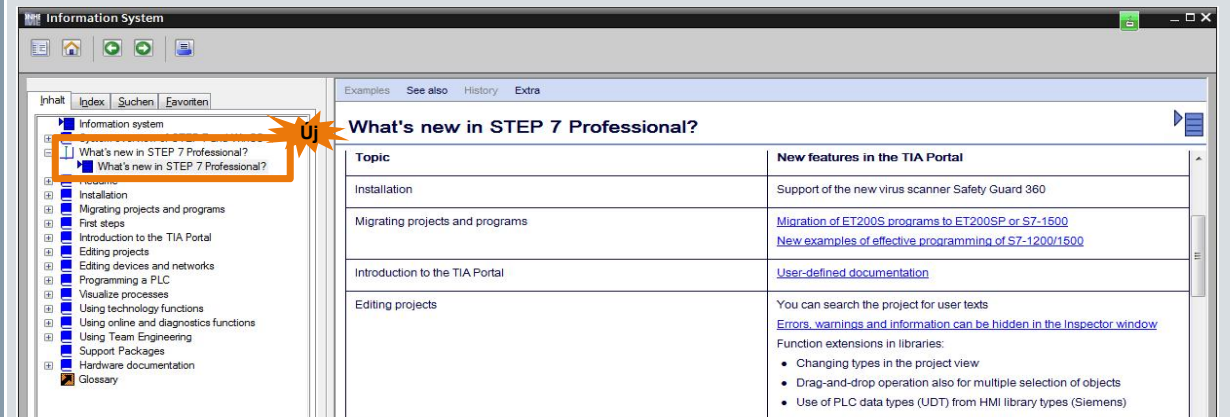 Information System
Inhalt Index Suchen Favoriten
Information system
What's new in STEP 7 Professional?
What's new in STEP 7 Professional?
Readme
Installation
Migrating projects and programs
First steps
Introduction to the TIA Portal
Editing projects
Editing devices and networks
Programming a PLC
Visualize processes
Using technology functions
Using online and diagnostics functions
Using Team Engineering
Support Packages
Hardware documentation
Glossary
Új
Examples See also History Extra
What's new in STEP 7 Professional?
Topic New features in the TIA Portal
Installation Support of the new virus scanner Safety Guard 360
Migrating projects and programs Migration of ET200S programs to ET200SP or S7-1500
New examples of effective programming of S7-1200/1500
Introduction to the TIA Portal User-defined documentation
Editing projects You can search the project for user texts
Errors, warnings and information can be hidden in the Inspector window
Function extensions in libraries:
• Changing types in the project view
• Drag-and-drop operation also for multiple selection of objects
• Use of PLC data types (UDT) from HMI library types (Siemens)